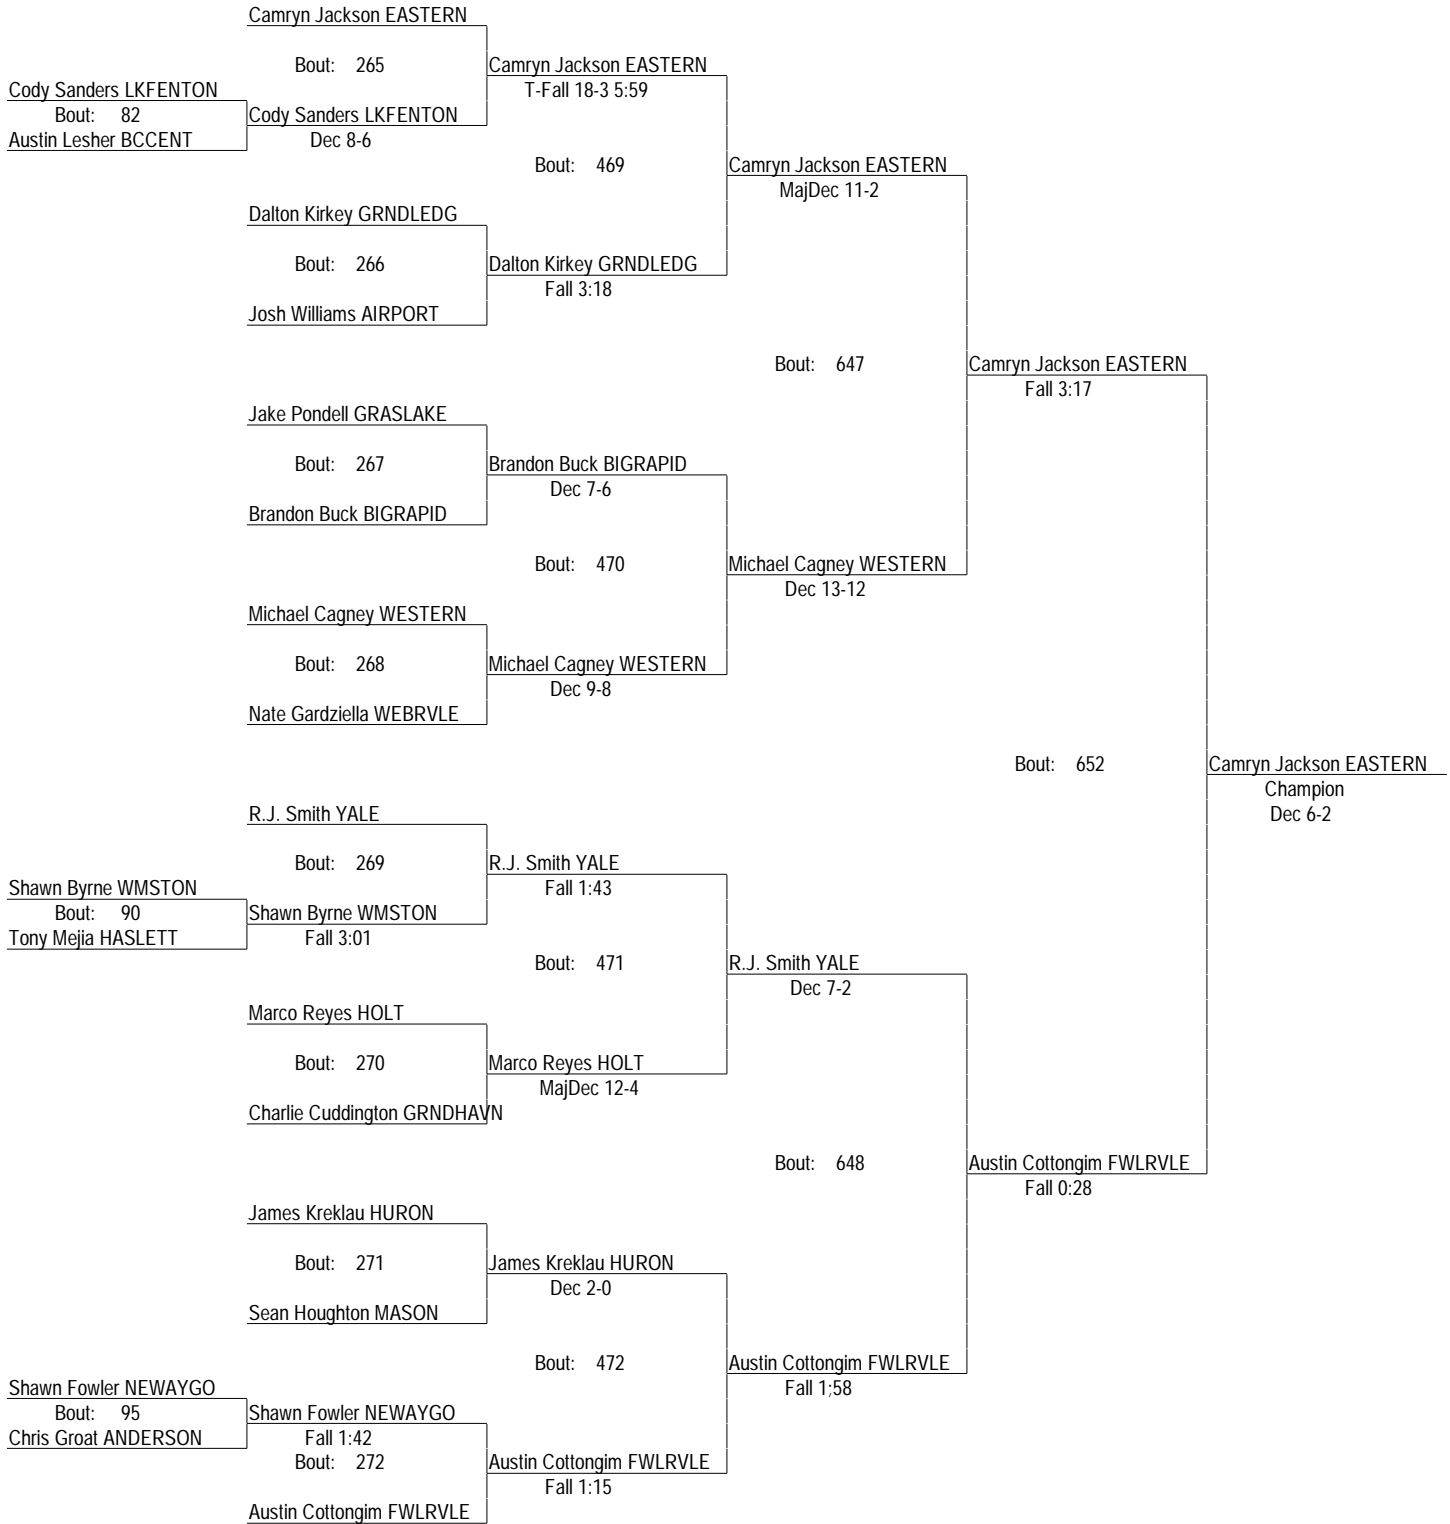 Camryn Jackson EASTERN
Bout: 265
Camryn Jackson EASTERN
T-Fall 18-3 5:59
Cody Sanders LKFENTON
Bout: 82
Cody Sanders LKFENTON
Austin Lesher BCCENT
Dec 8-6
Bout: 469
Camryn Jackson EASTERN
MajDec 11-2
Dalton Kirkey GRNDLEDG
Bout: 266
Dalton Kirkey GRNDLEDG
Fall 3:18
Josh Williams AIRPORT
Bout: 647
Camryn Jackson EASTERN
Fall 3:17
Jake Pondell GRASLAKE
Bout: 267
Brandon Buck BIGRAPID
Dec 7-6
Brandon Buck BIGRAPID
Bout: 470
Michael Cagney WESTERN
Dec 13-12
Michael Cagney WESTERN
Bout: 268
Michael Cagney WESTERN
Dec 9-8
Nate Gardziella WEBRVLE
Bout: 652
Camryn Jackson EASTERN
Champion
Dec 6-2
R.J. Smith YALE
Bout: 269
R.J. Smith YALE
Fall 1:43
Shawn Byrne WMSTON
Bout: 90
Shawn Byrne WMSTON
Tony Mejia HASLETT
Fall 3:01
Bout: 471
R.J. Smith YALE
Dec 7-2
Marco Reyes HOLT
Bout: 270
Marco Reyes HOLT
MajDec 12-4
Charlie Cuddington GRNDHAVN
Bout: 648
Austin Cottongim FWLRVLE
Fall 0:28
James Kreklau HURON
Bout: 271
James Kreklau HURON
Dec 2-0
Sean Houghton MASON
Bout: 472
Austin Cottongim FWLRVLE
Fall 1;58
Shawn Fowler NEWAYGO
Bout: 95
Shawn Fowler NEWAYGO
Chris Groat ANDERSON
Fall 1:42
Bout: 272
Austin Cottongim FWLRVLE
Fall 1:15
Austin Cottongim FWLRVLE